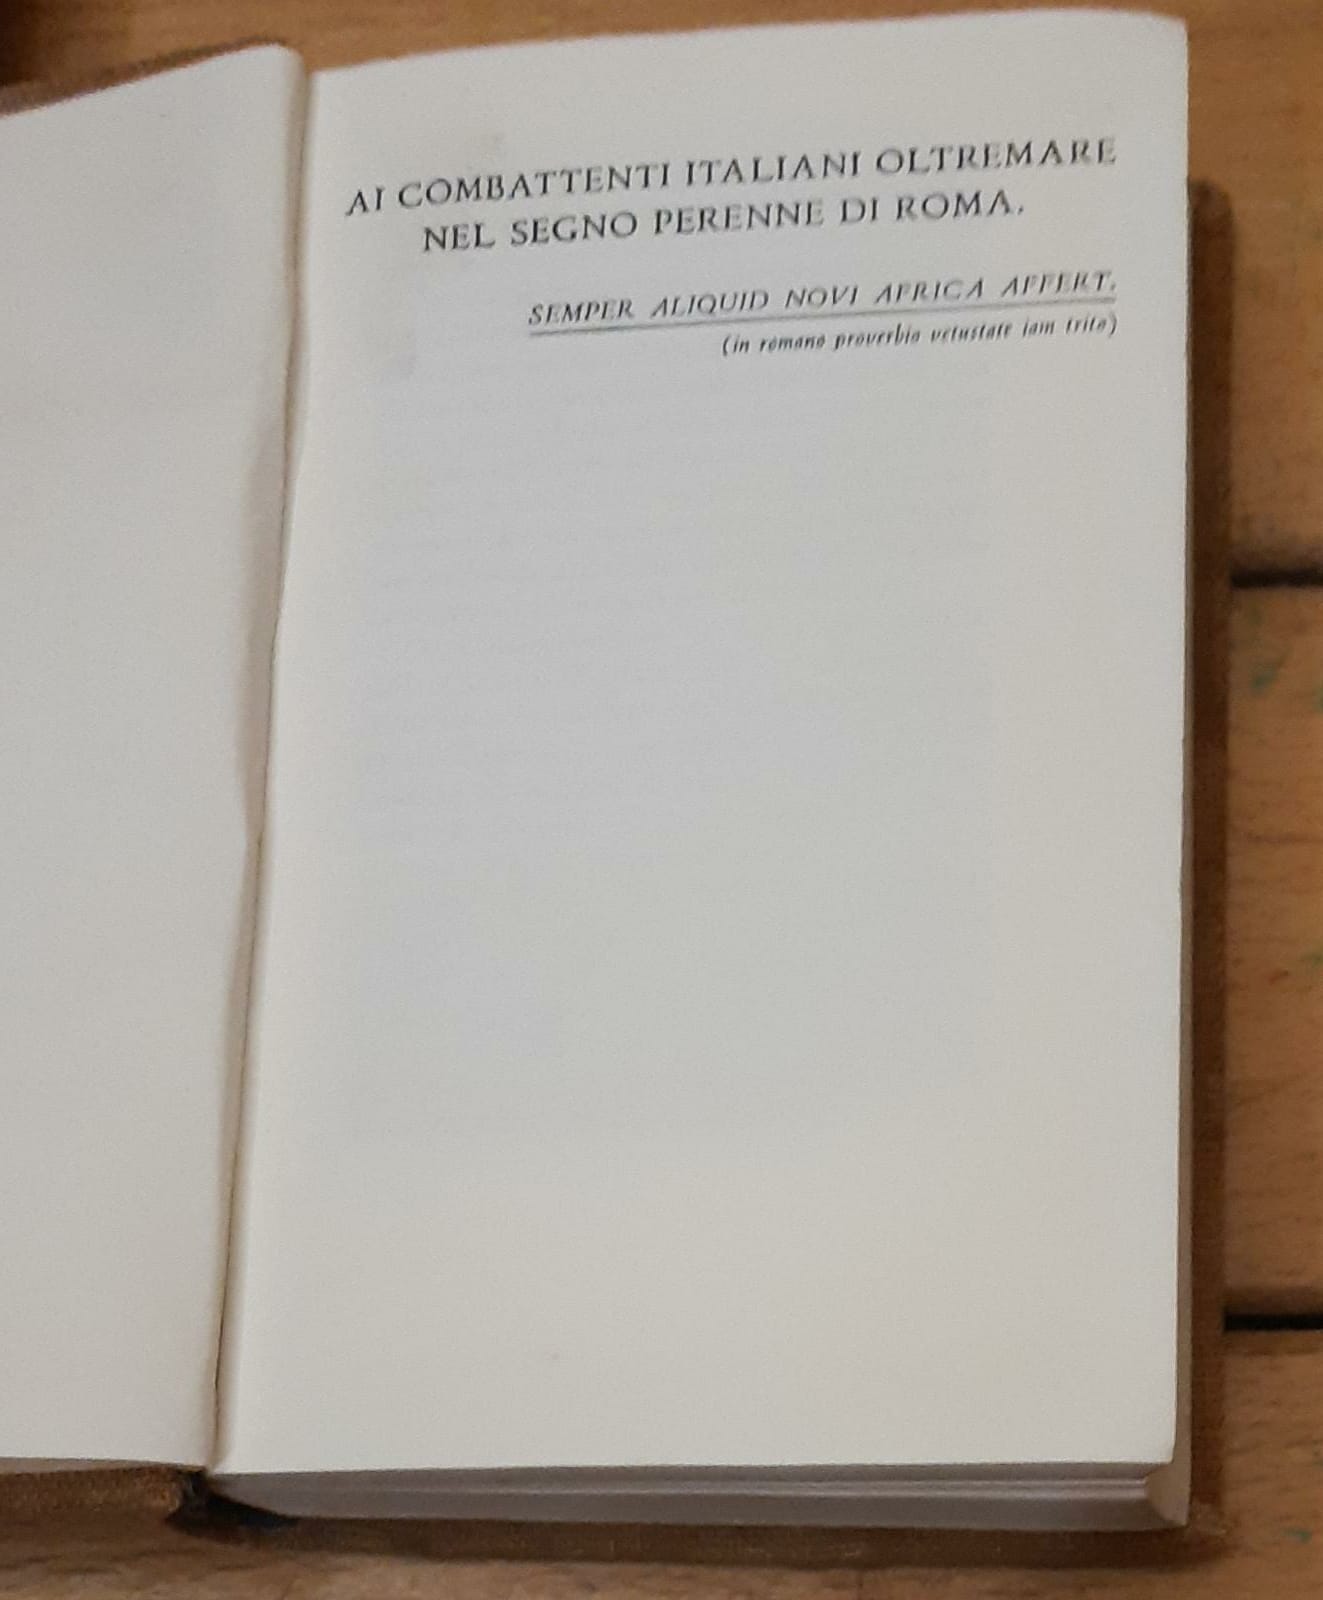 AI COMBATTENTI ITALIANI OLTREMARE
NEL SEGNO PERENNE DI ROMA.
SEMPER ALIQUID NOVI AFRICA AFFERT.
(in romano proverbio vetustate iam trito)